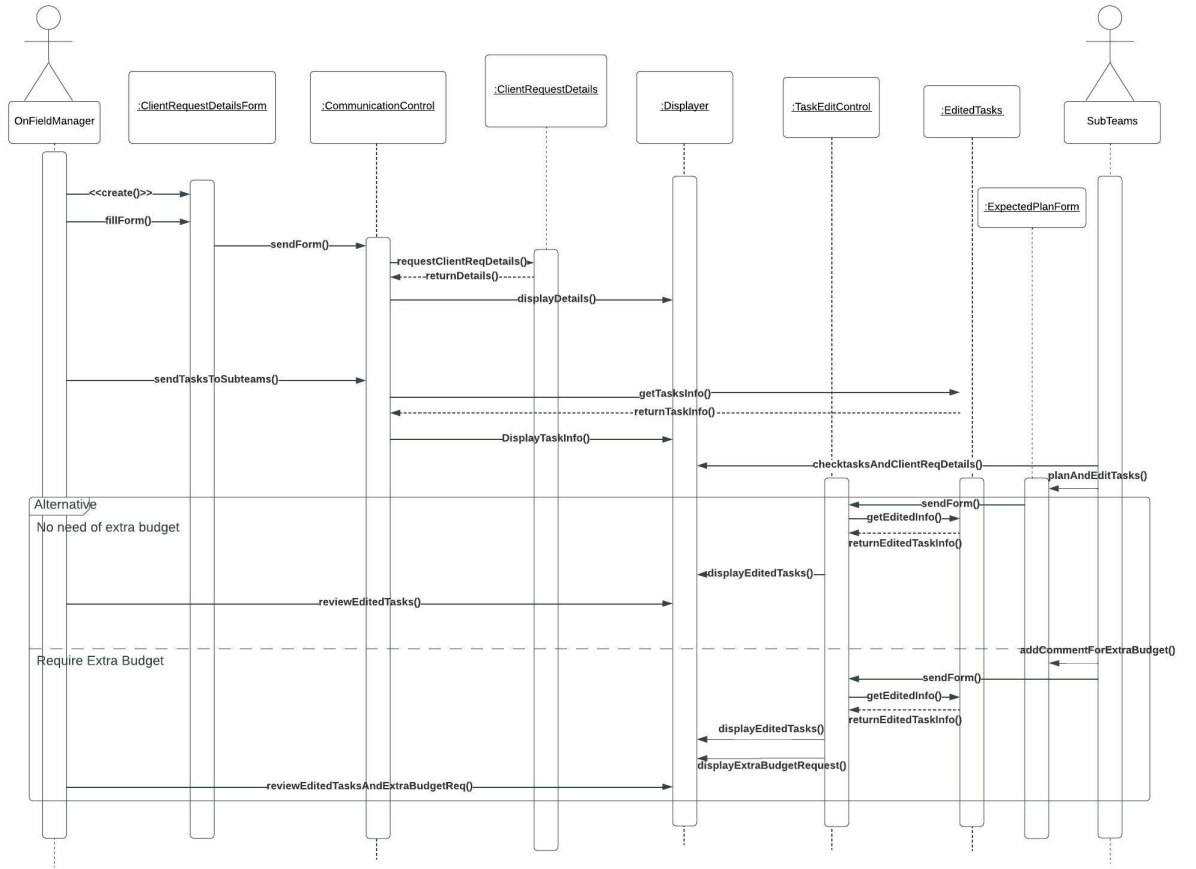 :ClientRequestDetails
:ClientRequestDetailsForm
:CommunicationControl
:Displayer
:TaskEditControl
:EditedTasks
OnFieldManager
SubTeams
<<create()>>
:ExpectedPlanForm
fillForm()
sendForm()
requestClientReqDetails()
returnDetails()
displayDetails()
sendTasksToSubteams()
getTasksInfo()
returnTaskInfo()
DisplayTaskInfo()
checktasksAndClientReqDetails()
planAndEditTasks()
Alternative
sendForm()
No need of extra budget
getEditedInfo()
returnEditedTaskInfo()
displayEditedTasks()
reviewEditedTasks()
addCommentForExtraBudget()
Require Extra Budget
sendForm()
getEditedInfo()
returnEditedTaskInfo()
displayEditedTasks()
displayExtraBudgetRequest()
reviewEditedTasksAndExtraBudgetReq()